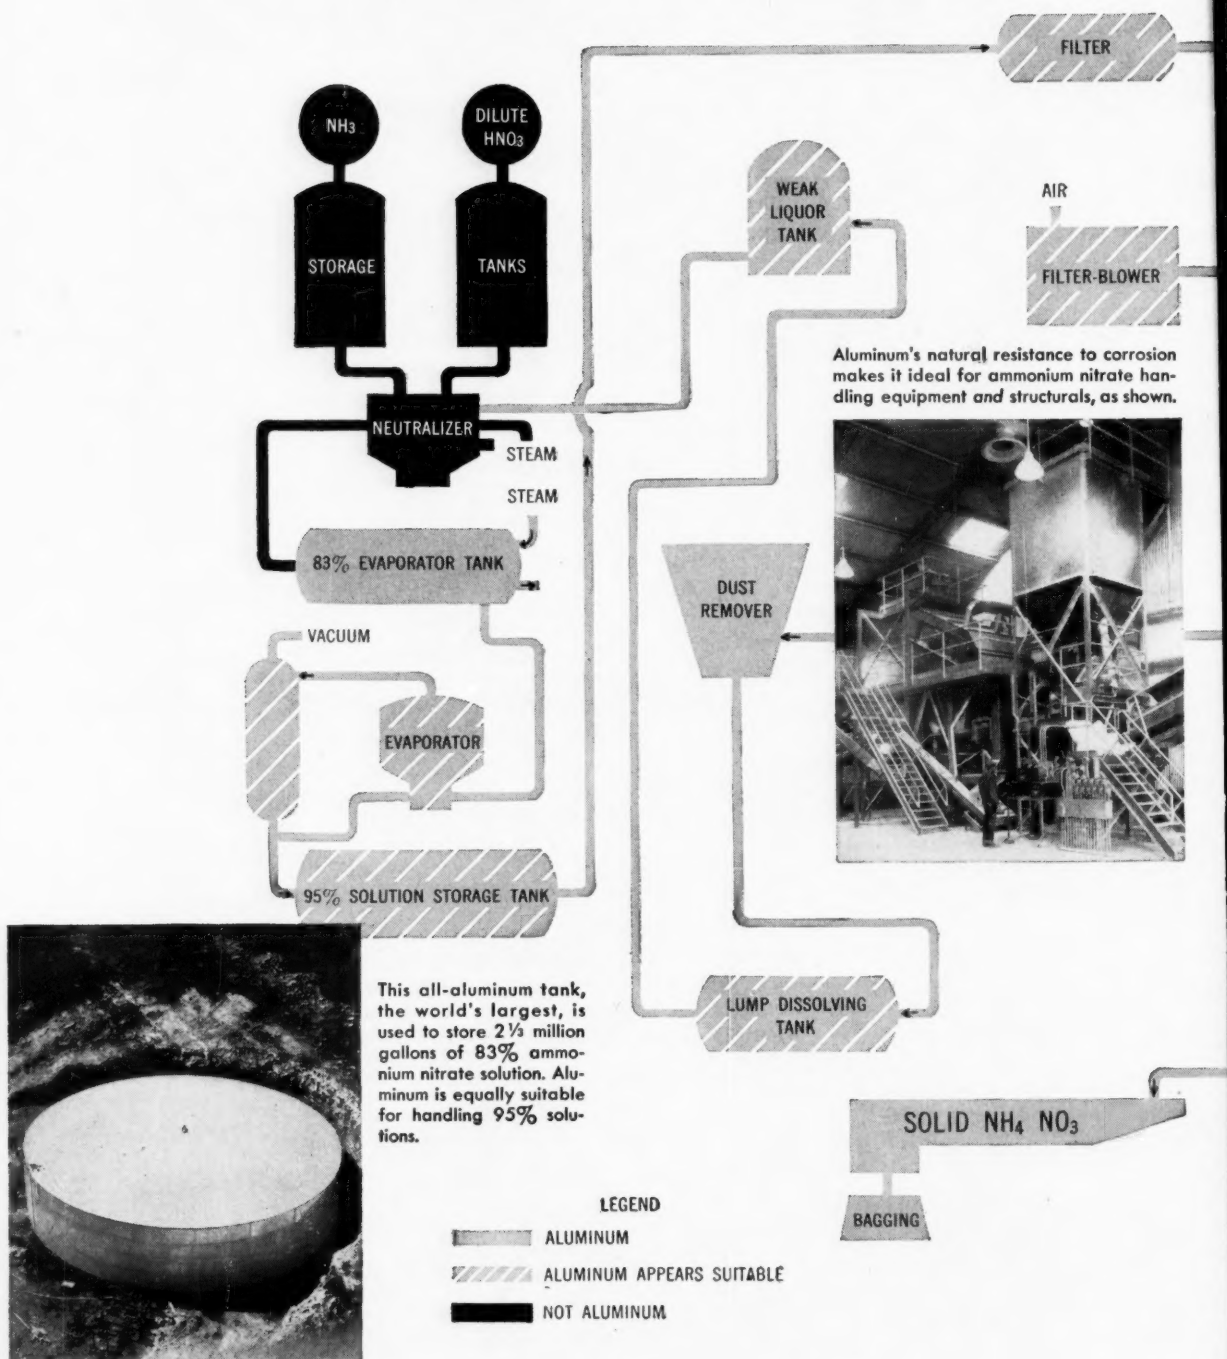 FILTER
NH3
DILUTE
HNO3
WEAK
LIQUOR
TANK
AIR
STORAGE
TANKS
FILTER-BLOWER
Aluminum's natural resistance to corrosion
makes it ideal for ammonium nitrate han-
dling equipment and structurals, as shown.
NEUTRALIZER
STEAM
STEAM
83% EVAPORATOR TANK
DUST
REMOVER
VACUUM
EVAPORATOR
95% SOLUTION STORAGE TANK
This all-aluminum tank,
the world's largest, is
used to store 2⅓ million
gallons of 83% ammo-
nium nitrate solution. Alu-
minum is equally suitable
for handling 95% solu-
tions.
LUMP DISSOLVING
TANK
SOLID NH4 NO3
BAGGING
LEGEND
ALUMINUM
ALUMINUM APPEARS SUITABLE
NOT ALUMINUM